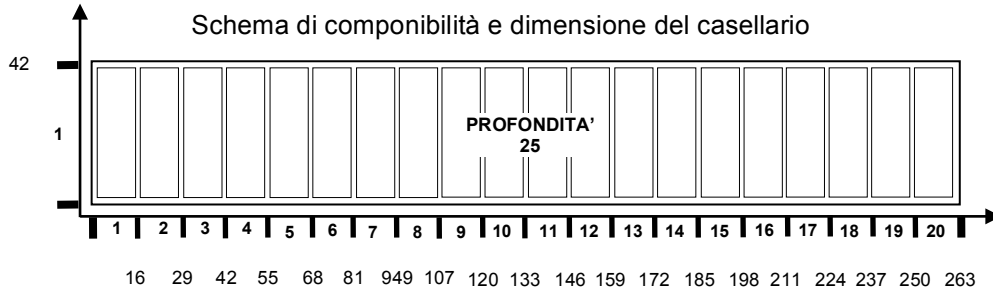 Schema di componibilità e dimensione del casellario
42
1
PROFONDITA'
25
1 2 3 4 5 6 7 8 9 10 11 12 13 14 15 16 17 18 19 20
16 29 42 55 68 81 949 107 120 133 146 159 172 185 198 211 224 237 250 263